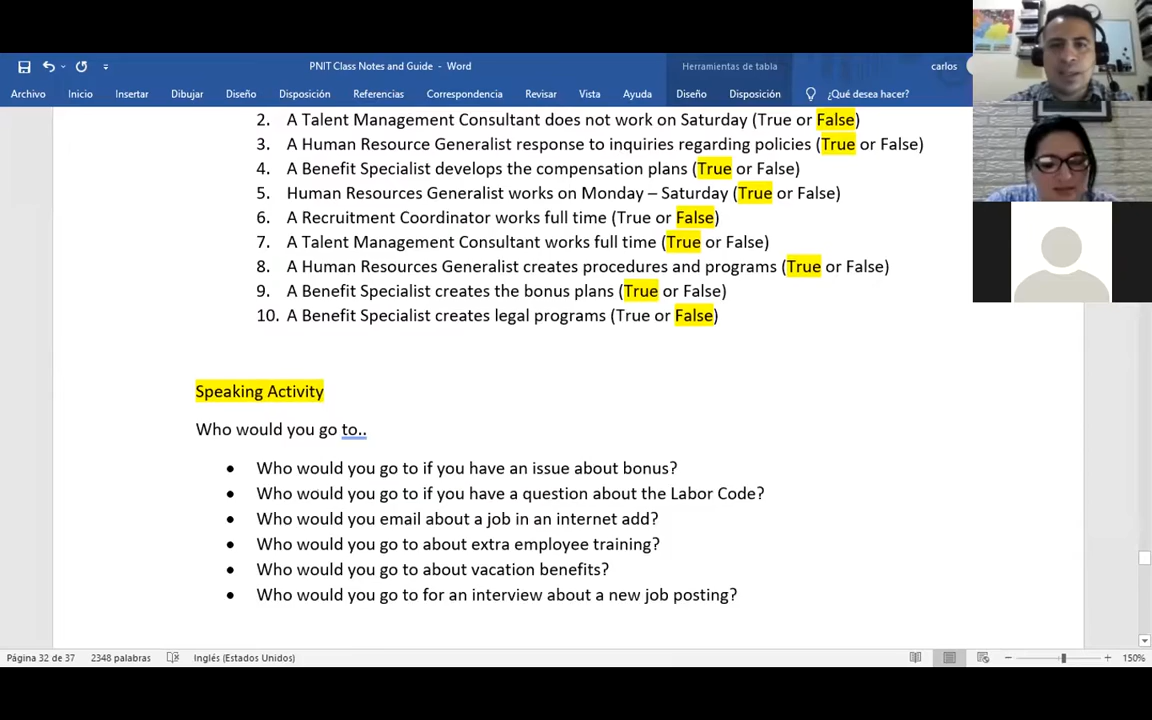 PNIT Class Notes and Guide - Word
Herramientas de tabla
carlos
Archivo Inicio Insertar Dibujar Diseño Disposición Referencias Correspondencia Revisar Vista Ayuda Diseño Disposición ¿Qué desea hacer?
2. A Talent Management Consultant does not work on Saturday (True or False)
3. A Human Resource Generalist response to inquiries regarding policies (True or False)
4. A Benefit Specialist develops the compensation plans (True or False)
5. Human Resources Generalist works on Monday – Saturday (True or False)
6. A Recruitment Coordinator works full time (True or False)
7. A Talent Management Consultant works full time (True or False)
8. A Human Resources Generalist creates procedures and programs (True or False)
9. A Benefit Specialist creates the bonus plans (True or False)
10. A Benefit Specialist creates legal programs (True or False)
Speaking Activity
Who would you go to..
• Who would you go to if you have an issue about bonus?
• Who would you go to if you have a question about the Labor Code?
• Who would you email about a job in an internet add?
• Who would you go to about extra employee training?
• Who would you go to about vacation benefits?
• Who would you go to for an interview about a new job posting?
Página 32 de 37 2348 palabras Inglés (Estados Unidos) 150%